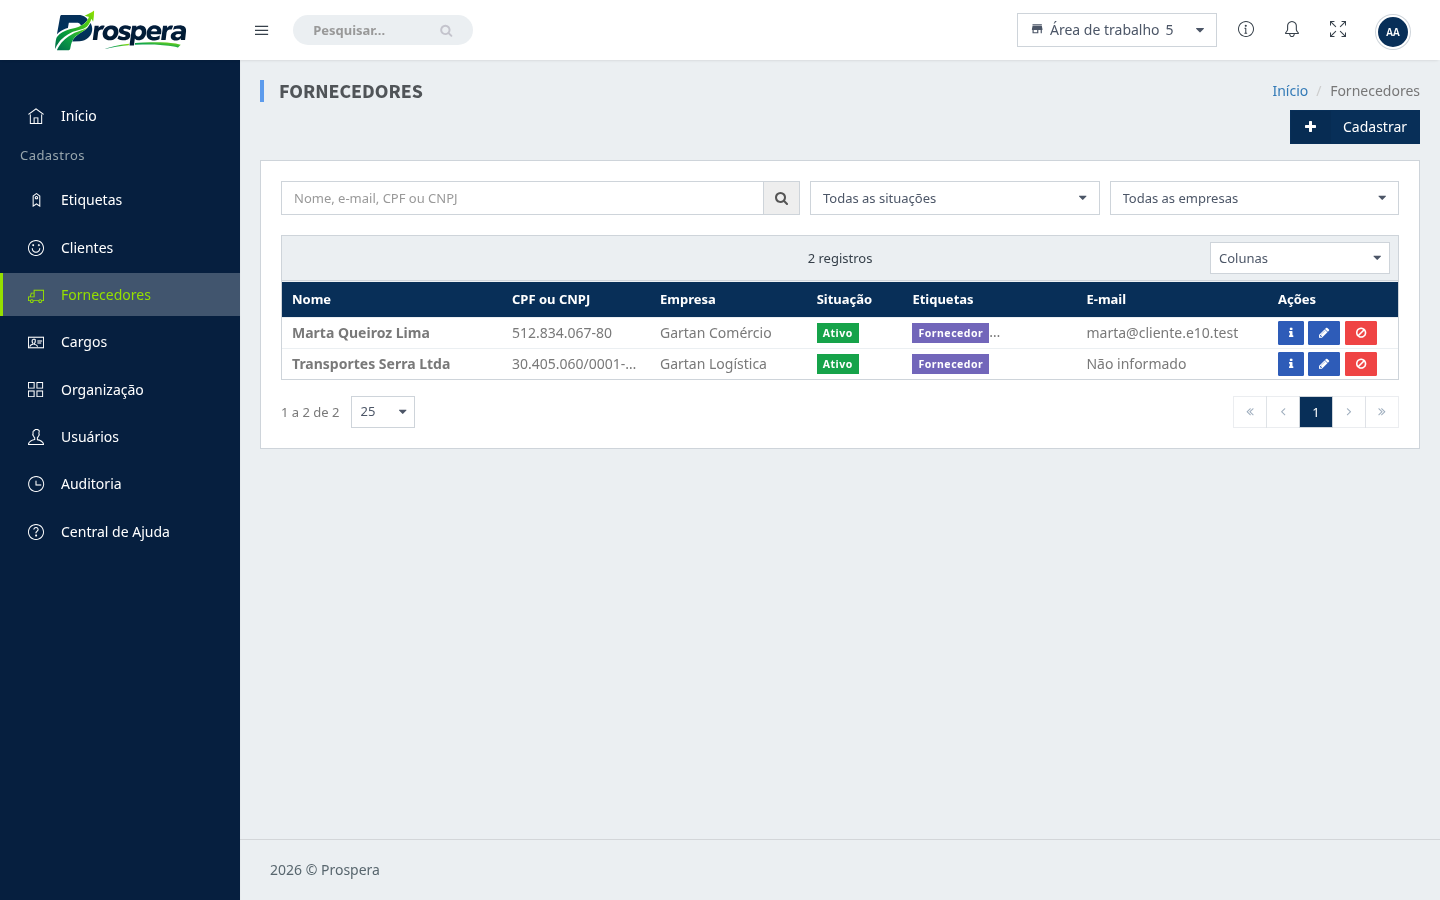 Prospera
Pesquisar...
Área de trabalho 5
AA
Início
Cadastros
Etiquetas
Clientes
Fornecedores
Cargos
Organização
Usuários
Auditoria
Central de Ajuda
FORNECEDORES
Início / Fornecedores
Cadastrar
Nome, e-mail, CPF ou CNPJ
Todas as situações
Todas as empresas
2 registros
Colunas
Nome CPF ou CNPJ Empresa Situação Etiquetas E-mail Ações
Marta Queiroz Lima 512.834.067-80 Gartan Comércio Ativo Fornecedor... marta@cliente.e10.test
Transportes Serra Ltda 30.405.060/0001-... Gartan Logística Ativo Fornecedor Não informado
1 a 2 de 2 25
« ‹ 1 › »
2026 © Prospera